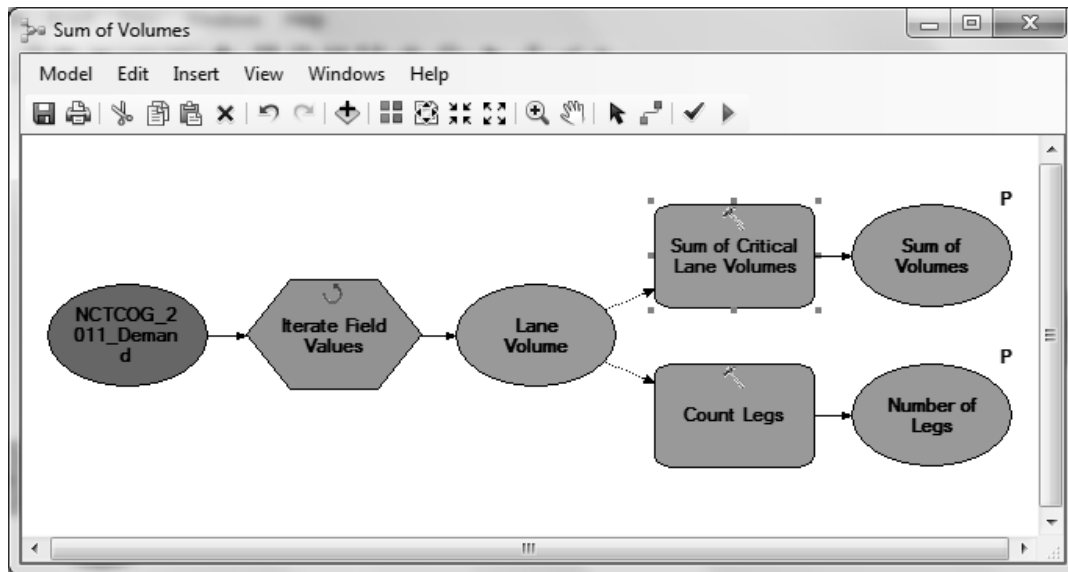 Sum of Volumes
Model Edit Insert View Windows Help
P
Sum of Critical
Lane Volumes
Sum of
Volumes
NCTCOG_2
011_Deman
d
Iterate Field
Values
Lane
Volume
P
Count Legs
Number of
Legs